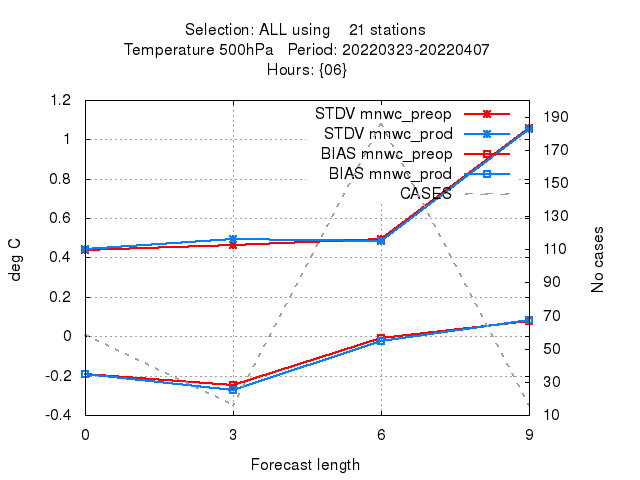 Selection: ALL using 21 stations
Temperature 500hPa Period: 20220323-20220407
Hours: {06}
STDV mnwc_preop
STDV mnwc_prod
BIAS mnwc_preop
BIAS mnwc_prod
CASES
deg C
1.2
1
0.8
0.6
0.4
0.2
0
-0.2
-0.4
No cases
190
170
150
130
110
90
70
50
30
10
0 3 6 9
Forecast length